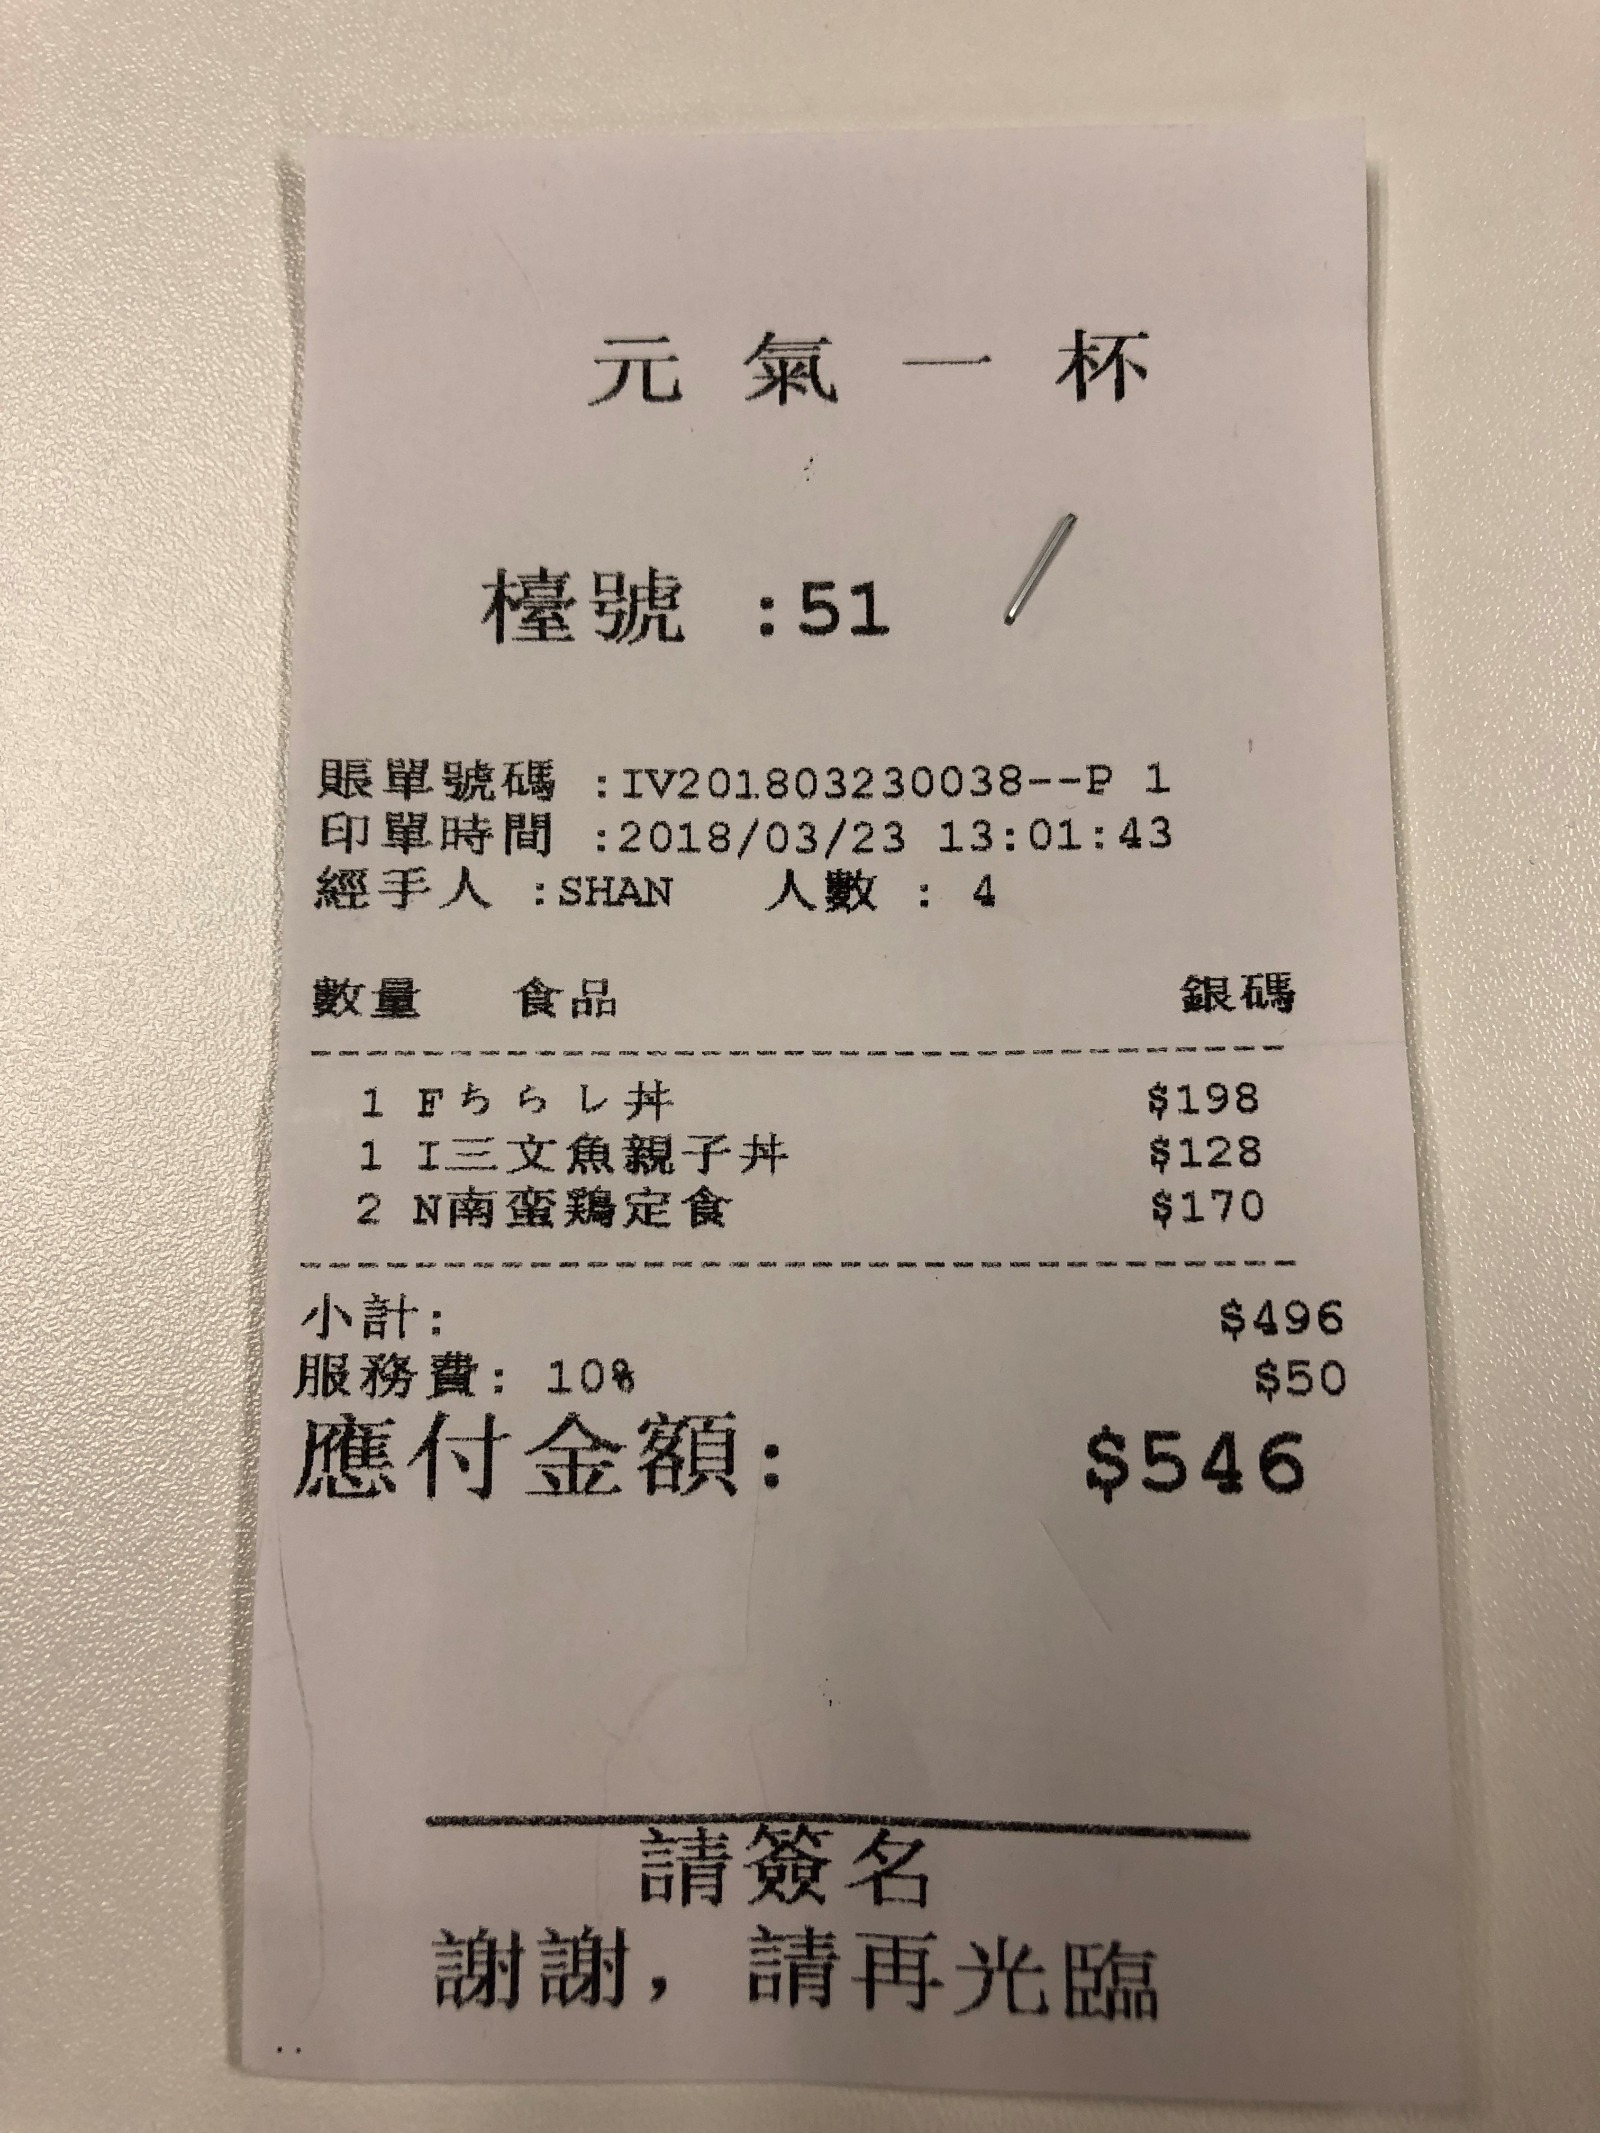 元氣一杯
檯號 :51
賬單號碼 :IV201803230038--P 1
印單時間 :2018/03/23 13:01:43
經手人 :SHAN 人數 : 4
數量 食品 銀碼
1 Fちらし丼 $198
1 I三文魚親子丼 $128
2 N南蛮鶏定食 $170
小計: $496
服務費: 10% $50
應付金額: $546
請簽名
謝謝, 請再光臨